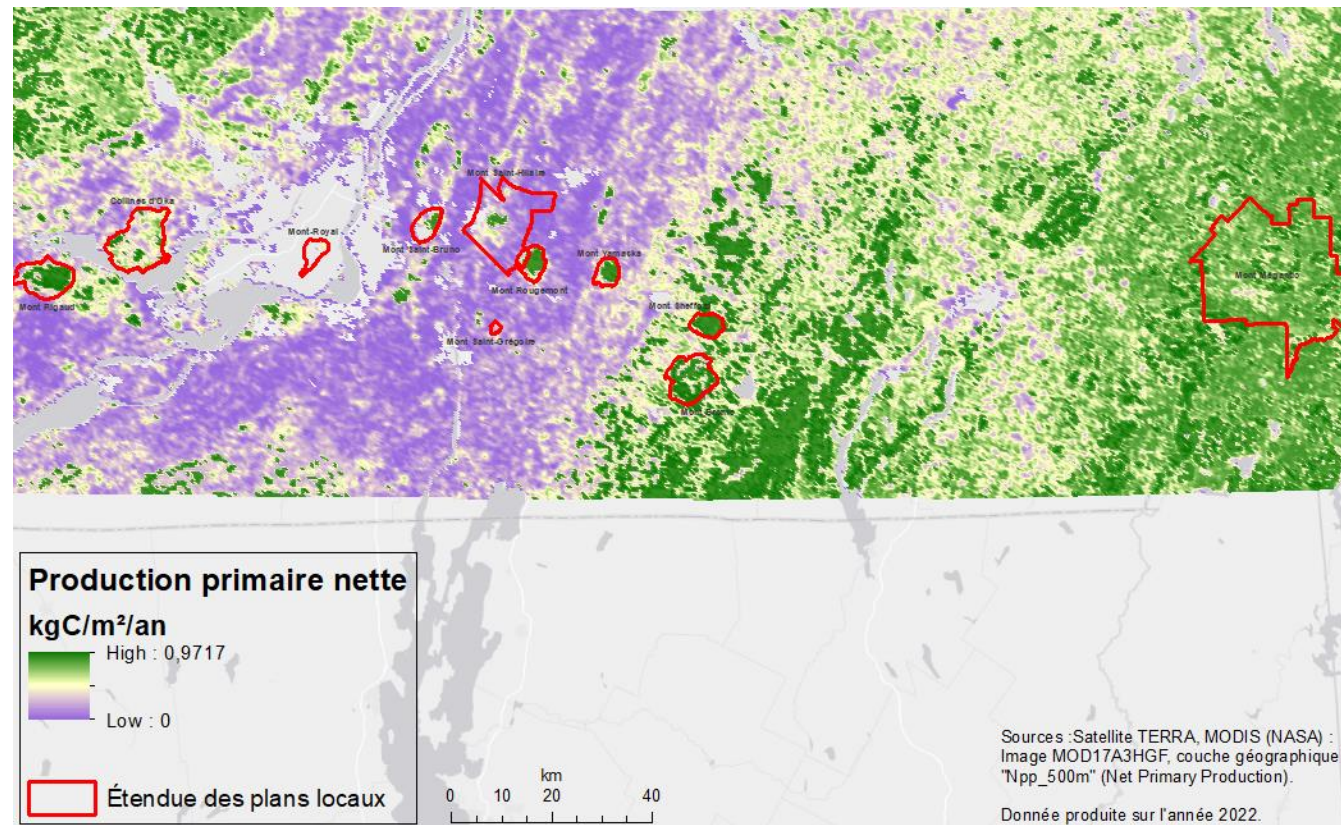 Mont Saint-Hilaire
Collines d'Oka
Mont-Royal
Mont Saint-Bruno
Mont Yamaska
Mont Rougemont
Mont Mégantic
Mont Rigaud
Mont Shefford
Mont Saint-Grégoire
Mont Brome
Production primaire nette
kgC/m²/an
High : 0,9717
Low : 0
Étendue des plans locaux
km
0 10 20 40
Sources :Satellite TERRA, MODIS (NASA) :
Image MOD17A3HGF, couche géographique
"Npp_500m" (Net Primary Production).
Donnée produite sur l'année 2022.